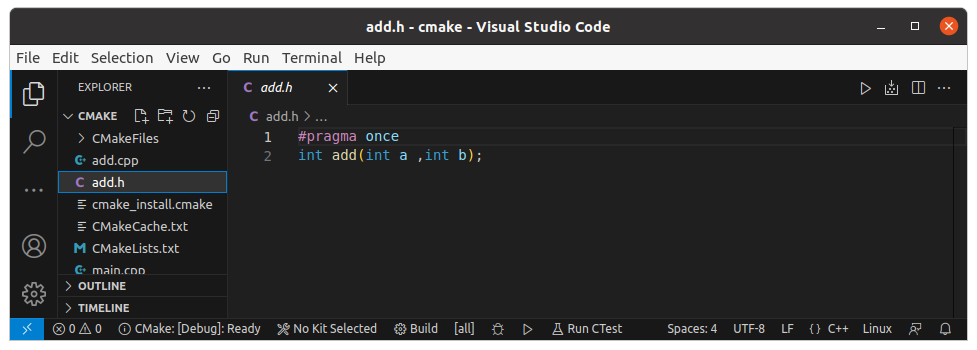 add.h - cmake - Visual Studio Code
File Edit Selection View Go Run Terminal Help
EXPLORER ...
CMAKE
CMakeFiles
add.cpp
add.h
cmake_install.cmake
CMakeCache.txt
CMakeLists.txt
main.cpp
OUTLINE
TIMELINE
C add.h
C add.h > ...
1 #pragma once
2 int add(int a ,int b);
0 0 CMake: [Debug]: Ready No Kit Selected Build [all] Run CTest Spaces: 4 UTF-8 LF {} C++ Linux